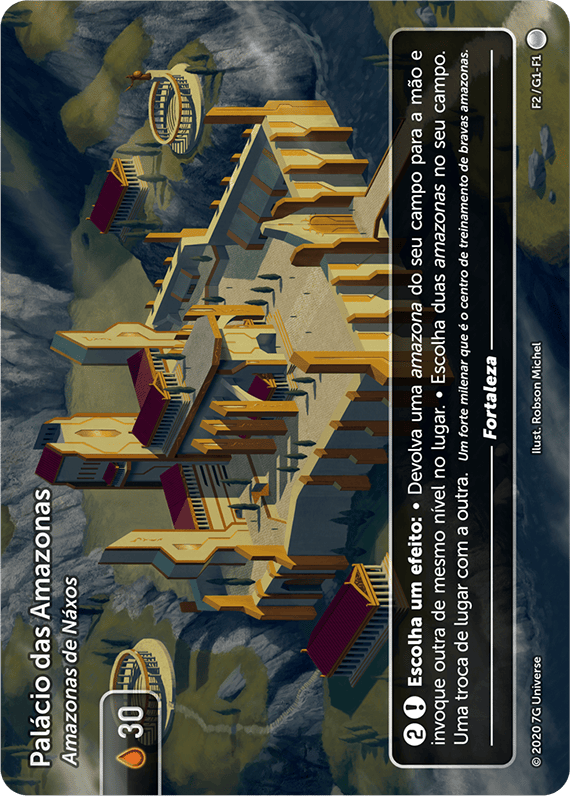 Palácio das Amazonas
Amazonas de Náxos
30
2 ! Escolha um efeito: • Devolva uma amazona do seu campo para a mão e
invoque outra de mesmo nível no lugar. • Escolha duas amazonas no seu campo.
Uma troca de lugar com a outra. Um forte milenar que é o centro de treinamento de bravas amazonas.
Fortaleza
© 2020 7G Universe
Ilust. Robson Michel
F2 / G1-F1